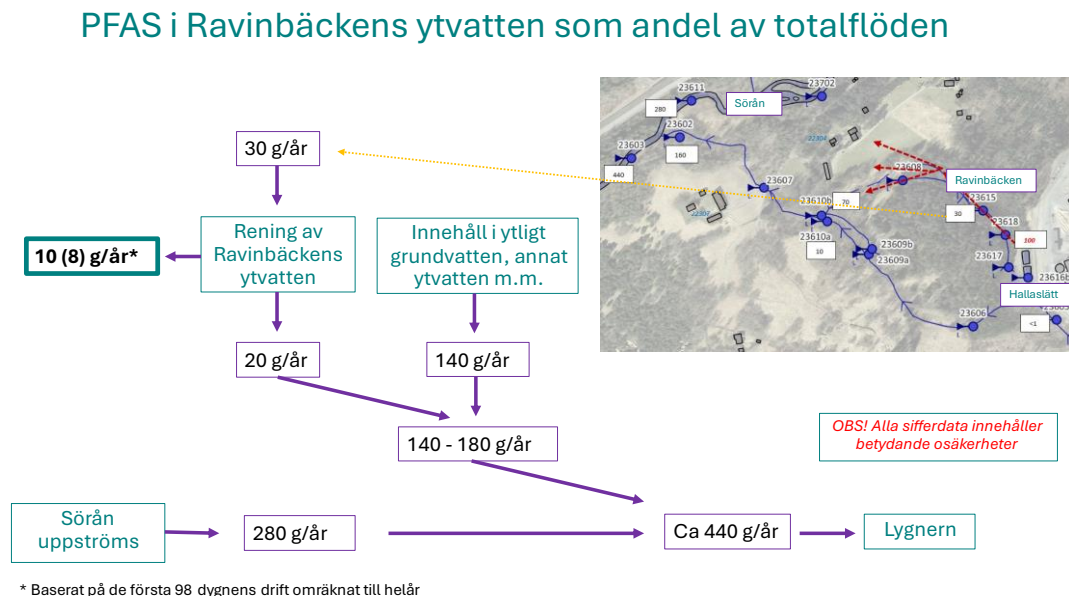 PFAS i Ravinbäckens ytvatten som andel av totalflöden
30 g/år
10 (8) g/år*
Rening av
Ravinbäckens
ytvatten
Innehåll i ytligt
grundvatten, annat
ytvatten m.m.
20 g/år
140 g/år
140 - 180 g/år
OBS! Alla sifferdata innehåller
betydande osäkerheter
Sörån
uppströms
280 g/år
Ca 440 g/år
Lygnern
* Baserat på de första 98 dygnens drift omräknat till helår
23611
23702
280
Sörån
23602
160
23603
440
22304
23608
Ravinbäcken
23607
22307
70
23610b
30
23615
23618
100
23610a
10
23609b
23609a
23617
23616b
Hallaslätt
23606
<1